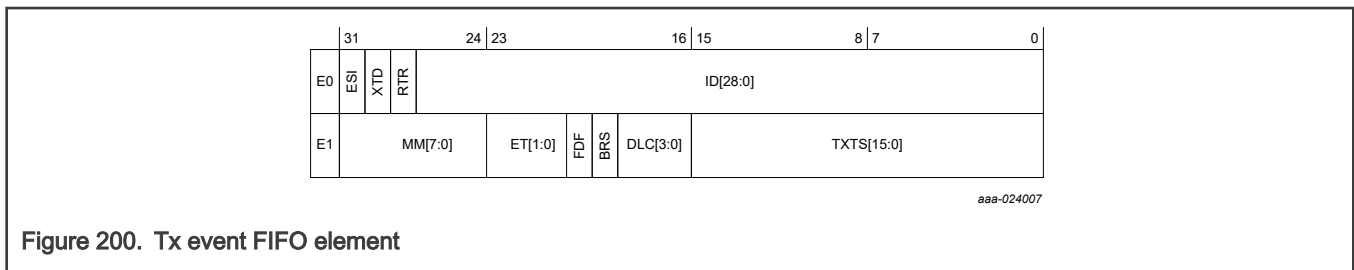 31 24 23 16 15 8 7 0
E0 ESI XTD RTR ID[28:0]
E1 MM[7:0] ET[1:0] FDF BRS DLC[3:0] TXTS[15:0]
aaa-024007
Figure 200. Tx event FIFO element